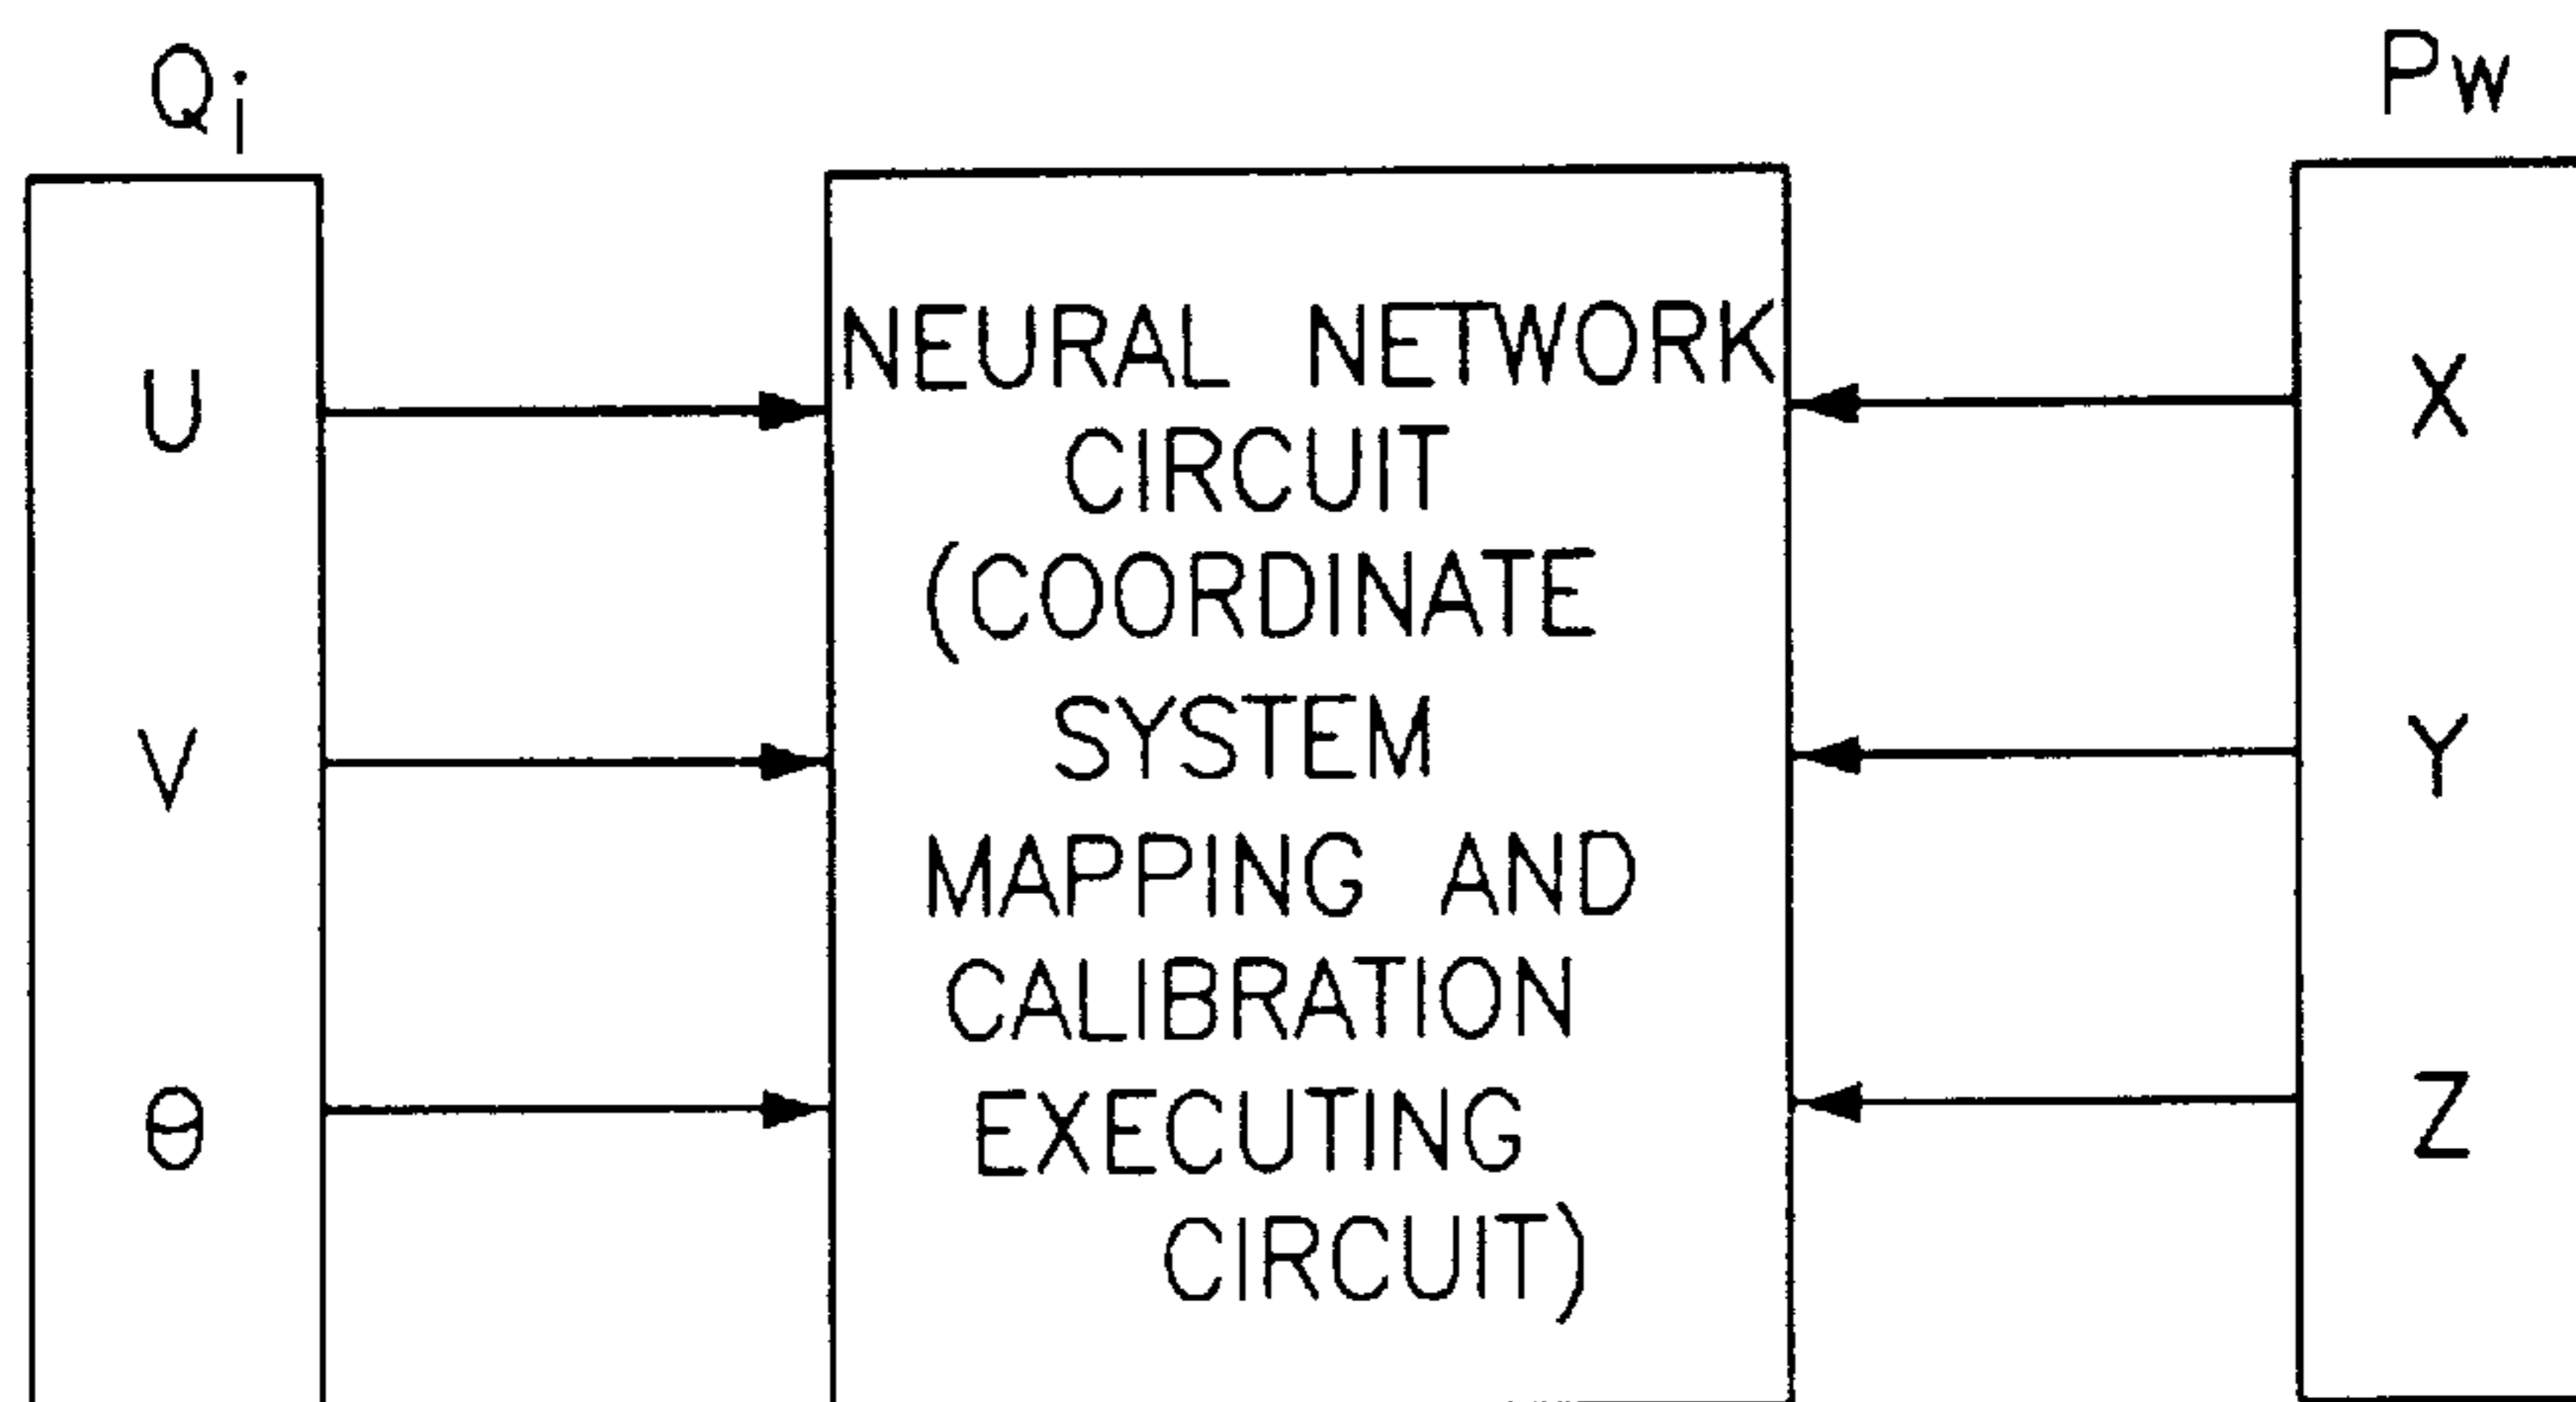 Qi
Pw
U
V
θ
NEURAL NETWORK
CIRCUIT
(COORDINATE
SYSTEM
MAPPING AND
CALIBRATION
EXECUTING
CIRCUIT)
X
Y
Z